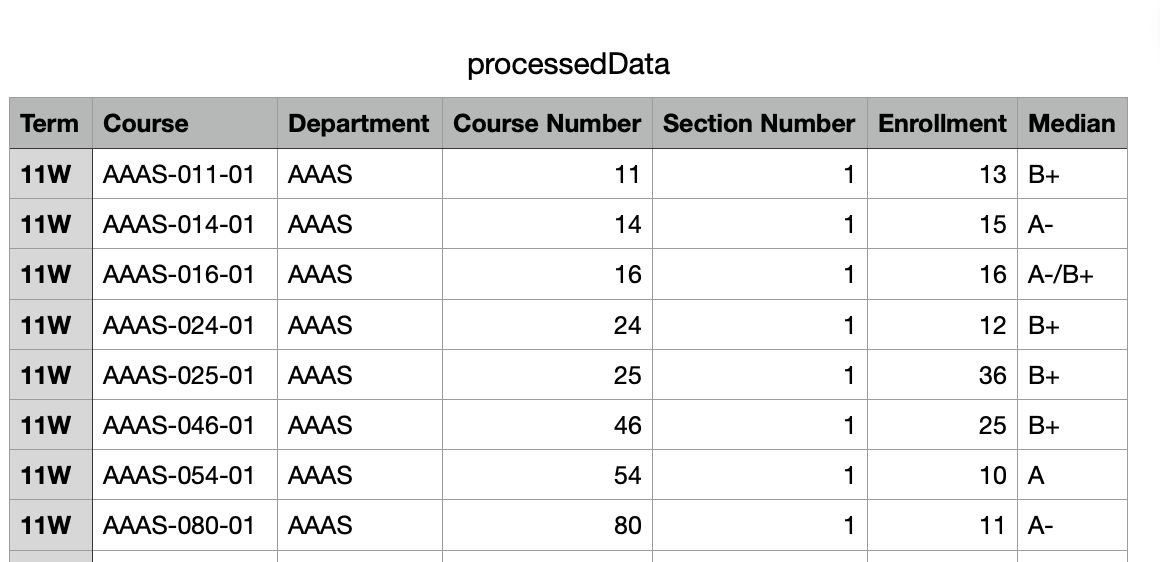 processedData
Term Course Department Course Number Section Number Enrollment Median
11W AAAS-011-01 AAAS 11 1 13 B+
11W AAAS-014-01 AAAS 14 1 15 A-
11W AAAS-016-01 AAAS 16 1 16 A-/B+
11W AAAS-024-01 AAAS 24 1 12 B+
11W AAAS-025-01 AAAS 25 1 36 B+
11W AAAS-046-01 AAAS 46 1 25 B+
11W AAAS-054-01 AAAS 54 1 10 A
11W AAAS-080-01 AAAS 80 1 11 A-